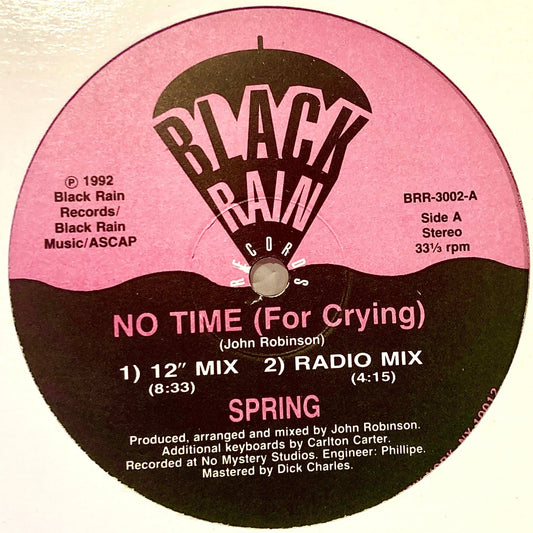 BLACK
RAIN
RECORDS
℗ 1992
Black Rain
Records/
Black Rain
Music/ASCAP
BRR-3002-A
Side A
Stereo
33⅓ rpm
NO TIME (For Crying)
(John Robinson)
1) 12" MIX 2) RADIO MIX
(8:33) (4:15)
SPRING
Produced, arranged and mixed by John Robinson.
Additional keyboards by Carlton Carter.
Recorded at No Mystery Studios. Engineer: Phillipe.
Mastered by Dick Charles.
NY 10012